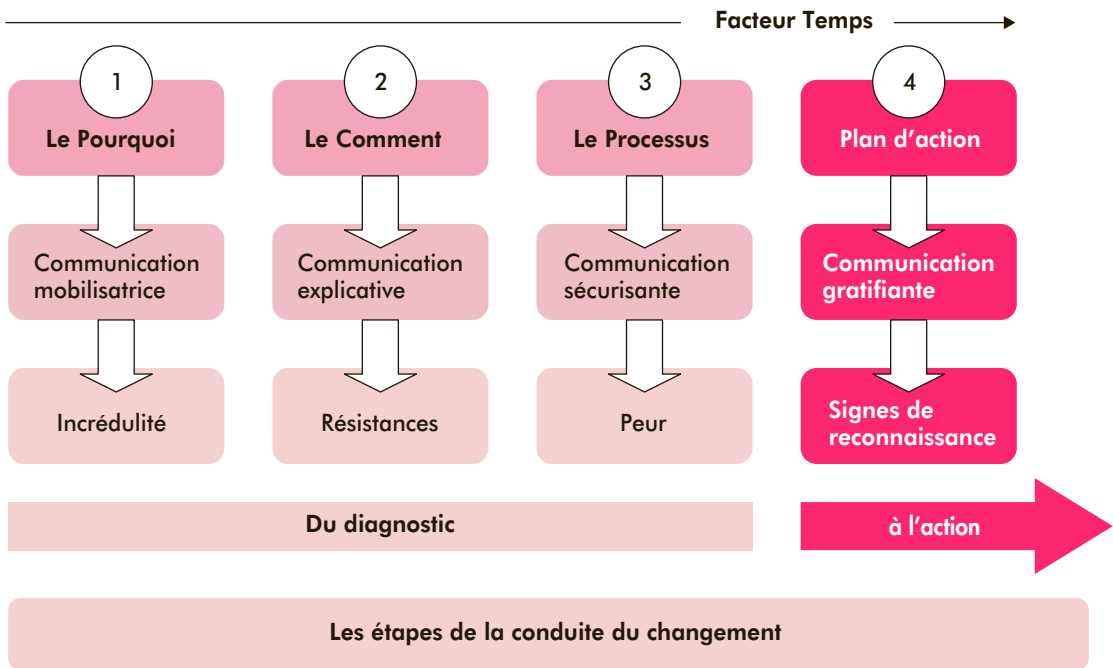 Facteur Temps
1
2
3
4
Le Pourquoi
Le Comment
Le Processus
Plan d'action
Communication
mobilisatrice
Communication
explicative
Communication
sécurisante
Communication
gratifiante
Incrédulité
Résistances
Peur
Signes de
reconnaissance
Du diagnostic
à l'action
Les étapes de la conduite du changement